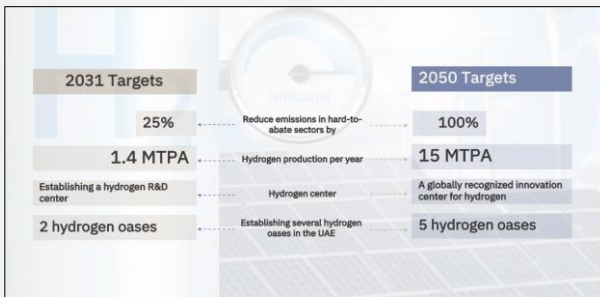 HYDROGEN
2031 Targets
2050 Targets
25%
Reduce emissions in hard-to-
abate sectors by
100%
1.4 MTPA
Hydrogen production per year
15 MTPA
Establishing a hydrogen R&D
center
Hydrogen center
A globally recognized innovation
center for hydrogen
2 hydrogen oases
Establishing several hydrogen
oases in the UAE
5 hydrogen oases